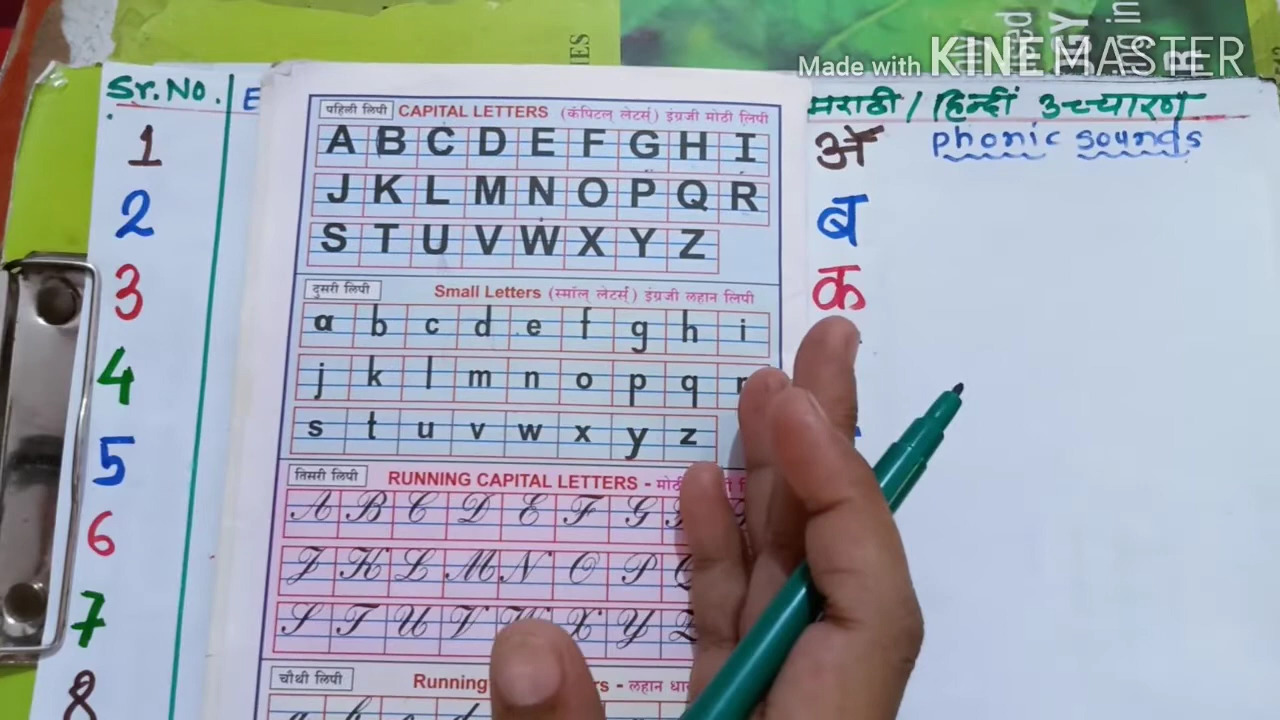 Made with KINEMASTER
Sr.No.
मराठी / हिन्दीं उच्च्यारण
phonic sounds
1
2
3
4
5
6
7
8
अ‍ॅ
ब
क
पहिली लिपी CAPITAL LETTERS (कॅपिटल् लेटर्स्) इंग्रजी मोठी लिपी
A B C D E F G H I
J K L M N O P Q R
S T U V W X Y Z
दुसरी लिपी Small Letters (स्मॉल् लेटर्स्) इंग्रजी लहान लिपी
a b c d e f g h i
j k l m n o p q r
s t u v w x y z
तिसरी लिपी RUNNING CAPITAL LETTERS -
A B C D E F G
J K L M N O P Q
S T U V W X Y Z
चौथी लिपी Running - लहान
a b c d